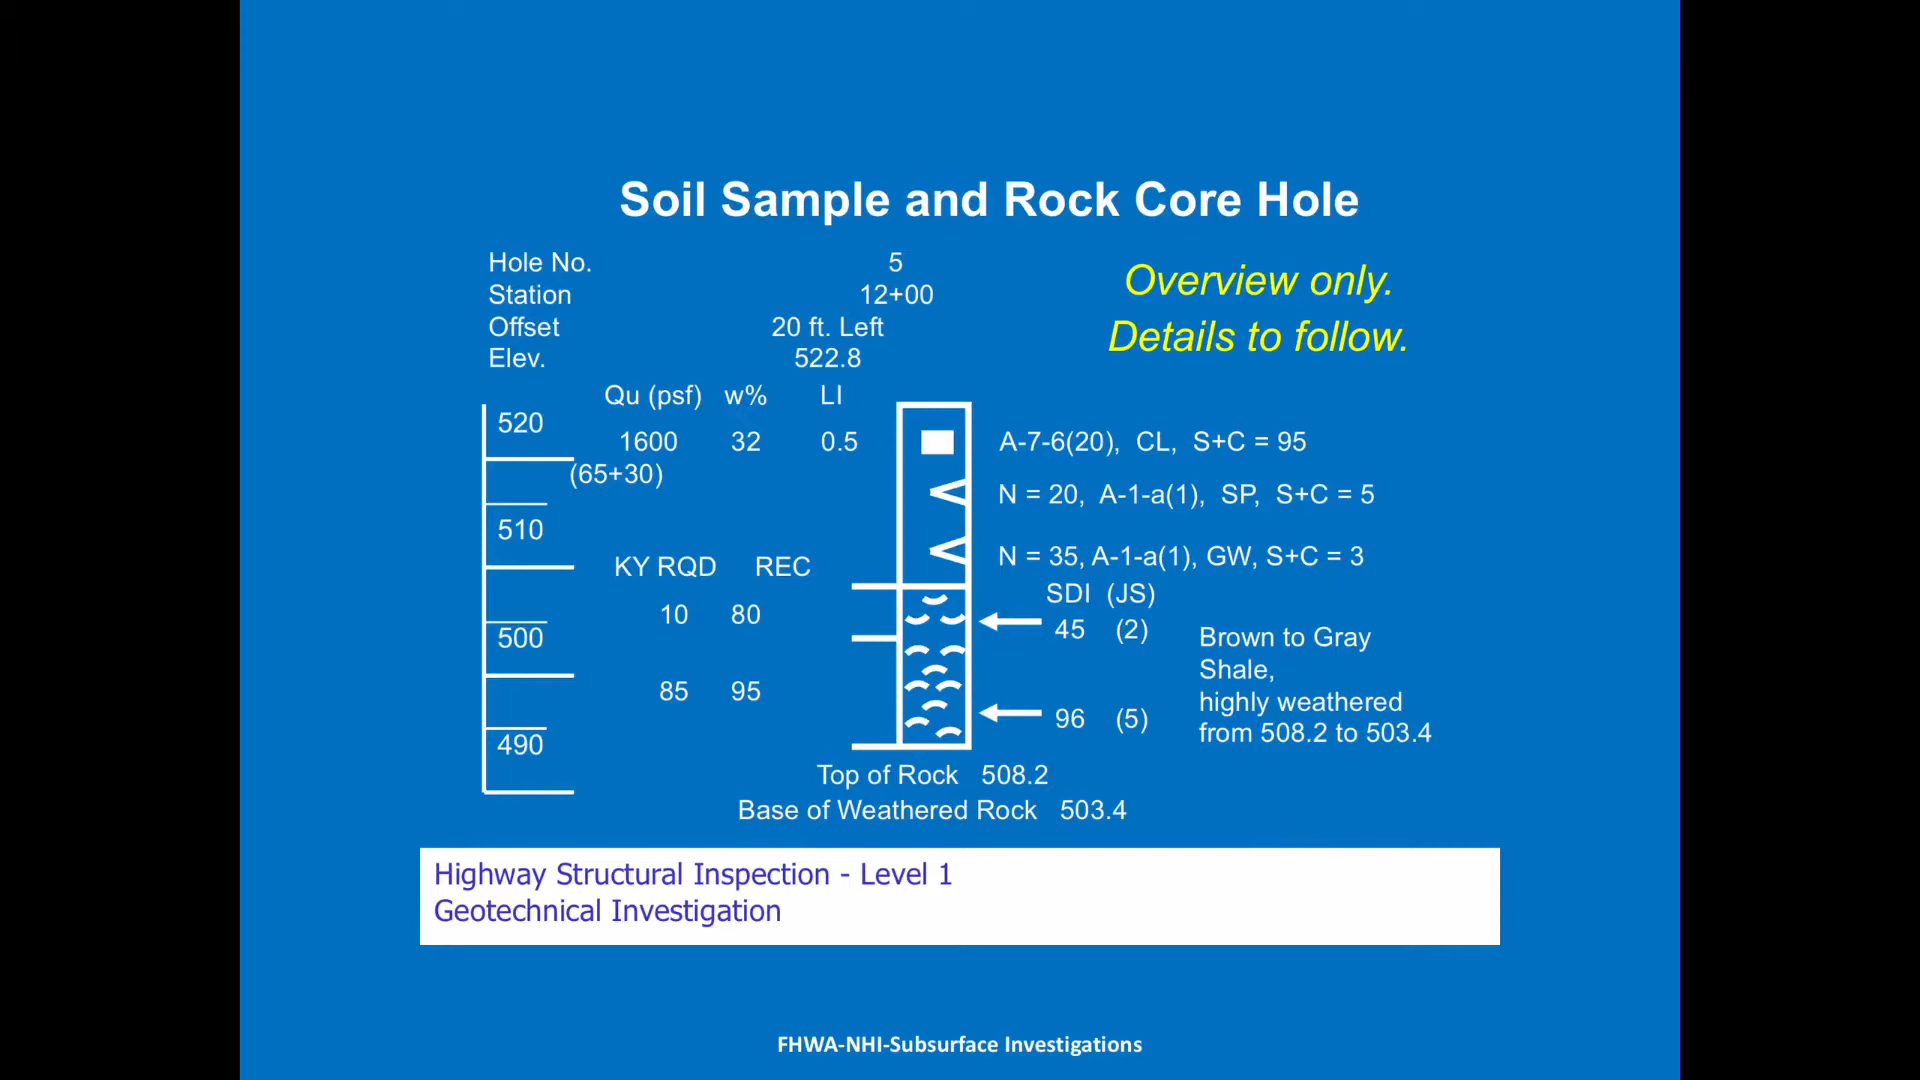 Soil Sample and Rock Core Hole
Hole No. 5
Station 12+00
Offset 20 ft. Left
Elev. 522.8
Overview only.
Details to follow.
Qu (psf) w% LI
520
1600 32 0.5
(65+30)
A-7-6(20), CL, S+C = 95
N = 20, A-1-a(1), SP, S+C = 5
510
N = 35, A-1-a(1), GW, S+C = 3
KY RQD REC
SDI (JS)
10 80
45 (2)
500
Brown to Gray
Shale,
highly weathered
from 508.2 to 503.4
85 95
96 (5)
490
Top of Rock 508.2
Base of Weathered Rock 503.4
Highway Structural Inspection - Level 1
Geotechnical Investigation
FHWA-NHI-Subsurface Investigations